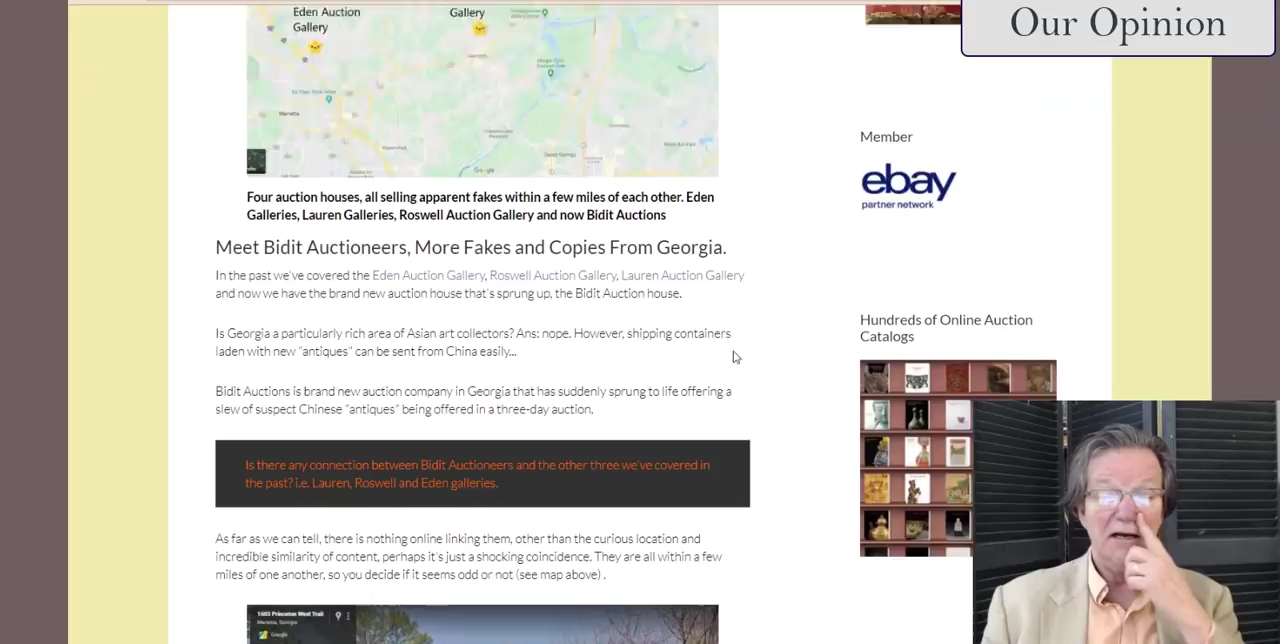 Our Opinion
Eden Auction
Gallery
Gallery
Marietta
Google
Member
ebay
partner network
Four auction houses, all selling apparent fakes within a few miles of each other. Eden
Galleries, Lauren Galleries, Roswell Auction Gallery and now Bidit Auctions
Meet Bidit Auctioneers, More Fakes and Copies From Georgia.
In the past we've covered the Eden Auction Gallery, Roswell Auction Gallery, Lauren Auction Gallery
and now we have the brand new auction house that's sprung up, the Bidit Auction house.
Is Georgia a particularly rich area of Asian art collectors? Ans: nope. However, shipping containers
laden with new "antiques" can be sent from China easily...
Bidit Auctions is brand new auction company in Georgia that has suddenly sprung to life offering a
slew of suspect Chinese "antiques" being offered in a three-day auction.
Is there any connection between Bidit Auctioneers and the other three we've covered in
the past? i.e. Lauren, Roswell and Eden galleries.
As far as we can tell, there is nothing online linking them, other than the curious location and
incredible similarity of content, perhaps it's just a shocking coincidence. They are all within a few
miles of one another, so you decide if it seems odd or not (see map above) .
Hundreds of Online Auction
Catalogs
1603 Princeton West Trail
Marietta, Georgia
Google